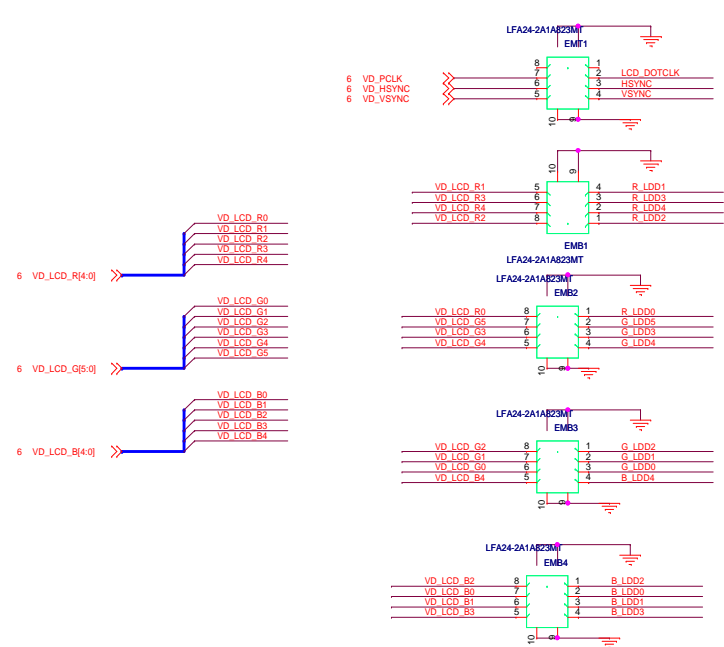 LFA24-2A1A823MT
EMT1
8 1
7 2 LCD_DOTCLK
6 VD_PCLK
6 3 HSYNC
6 VD_HSYNC
5 4 VSYNC
6 VD_VSYNC
10 9
10 9
VD_LCD_R1 5 4 R_LDD1
VD_LCD_R3 6 3 R_LDD3
VD_LCD_R4 7 2 R_LDD4
VD_LCD_R2 8 1 R_LDD2
EMB1
LFA24-2A1A823MT
VD_LCD_R0
VD_LCD_R1
VD_LCD_R2
VD_LCD_R3
VD_LCD_R4
6 VD_LCD_R[4:0]
LFA24-2A1A823MT
EMB2
VD_LCD_R0 8 1 R_LDD0
VD_LCD_G5 7 2 G_LDD5
VD_LCD_G3 6 3 G_LDD3
VD_LCD_G4 5 4 G_LDD4
10 9
VD_LCD_G0
VD_LCD_G1
VD_LCD_G2
VD_LCD_G3
VD_LCD_G4
VD_LCD_G5
6 VD_LCD_G[5:0]
VD_LCD_B0
VD_LCD_B1
VD_LCD_B2
VD_LCD_B3
VD_LCD_B4
6 VD_LCD_B[4:0]
LFA24-2A1A823MT
EMB3
VD_LCD_G2 8 1 G_LDD2
VD_LCD_G1 7 2 G_LDD1
VD_LCD_G0 6 3 G_LDD0
VD_LCD_B4 5 4 B_LDD4
10 9
LFA24-2A1A823MT
EMB4
VD_LCD_B2 8 1 B_LDD2
VD_LCD_B0 7 2 B_LDD0
VD_LCD_B1 6 3 B_LDD1
VD_LCD_B3 5 4 B_LDD3
10 9